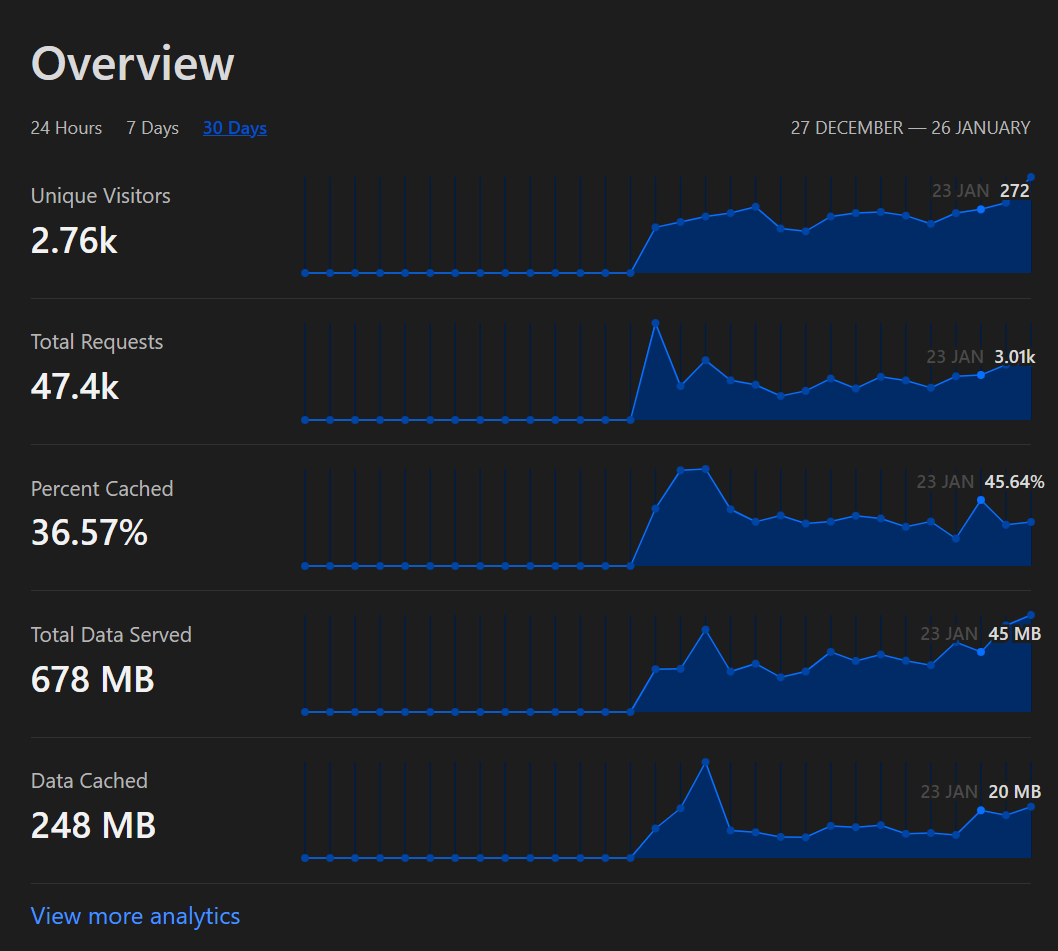 Overview
24 Hours 7 Days 30 Days 27 DECEMBER — 26 JANUARY
Unique Visitors 23 JAN 272
2.76k
Total Requests 23 JAN 3.01k
47.4k
Percent Cached 23 JAN 45.64%
36.57%
Total Data Served 23 JAN 45 MB
678 MB
Data Cached 23 JAN 20 MB
248 MB
View more analytics